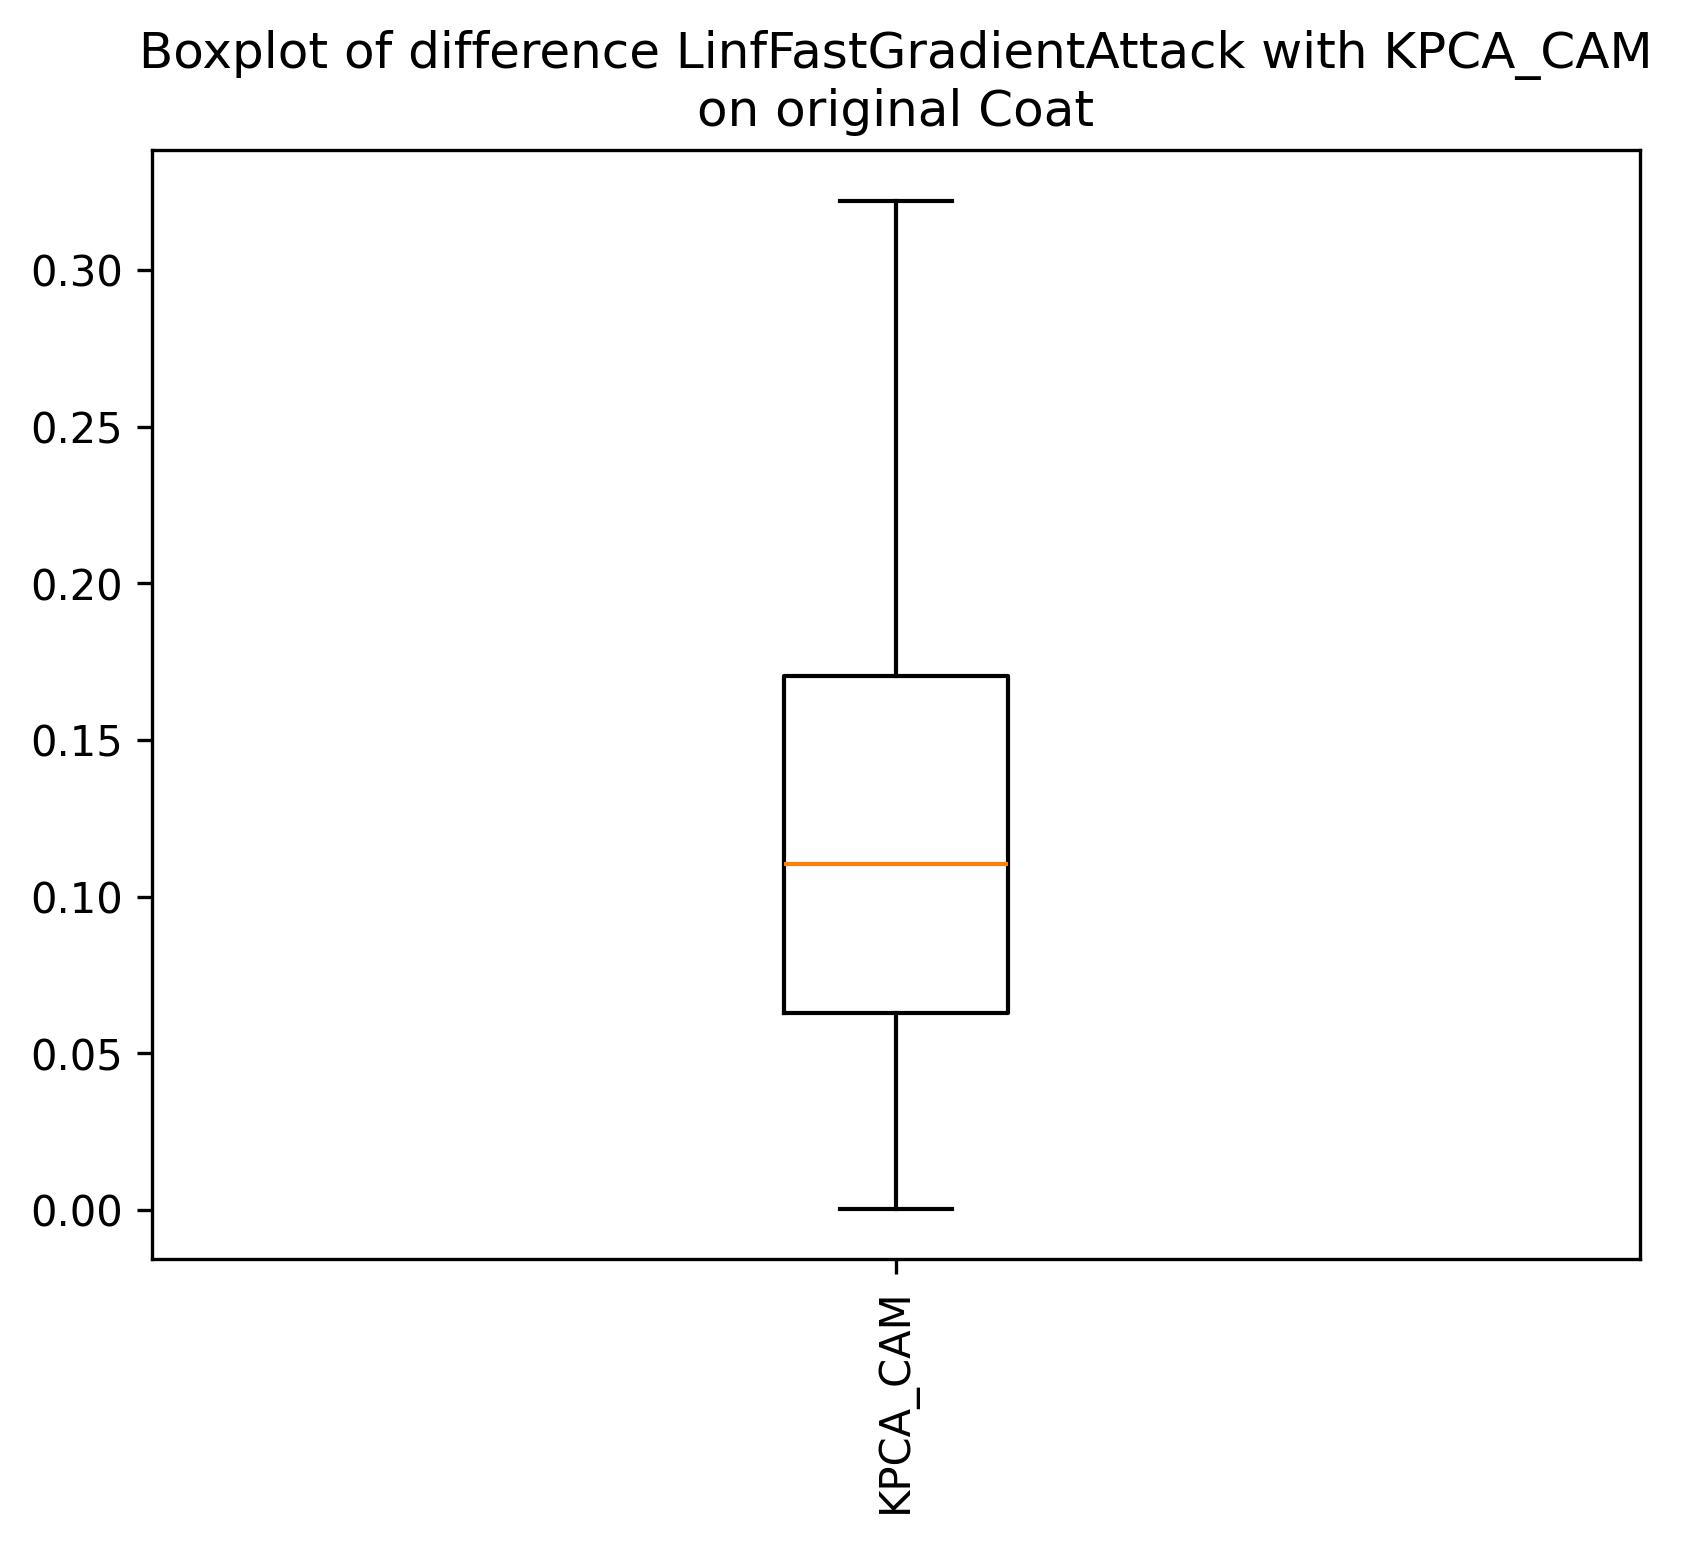 Boxplot of difference LinfFastGradientAttack with KPCA_CAM
on original Coat
0.30
0.25
0.20
0.15
0.10
0.05
0.00
KPCA_CAM